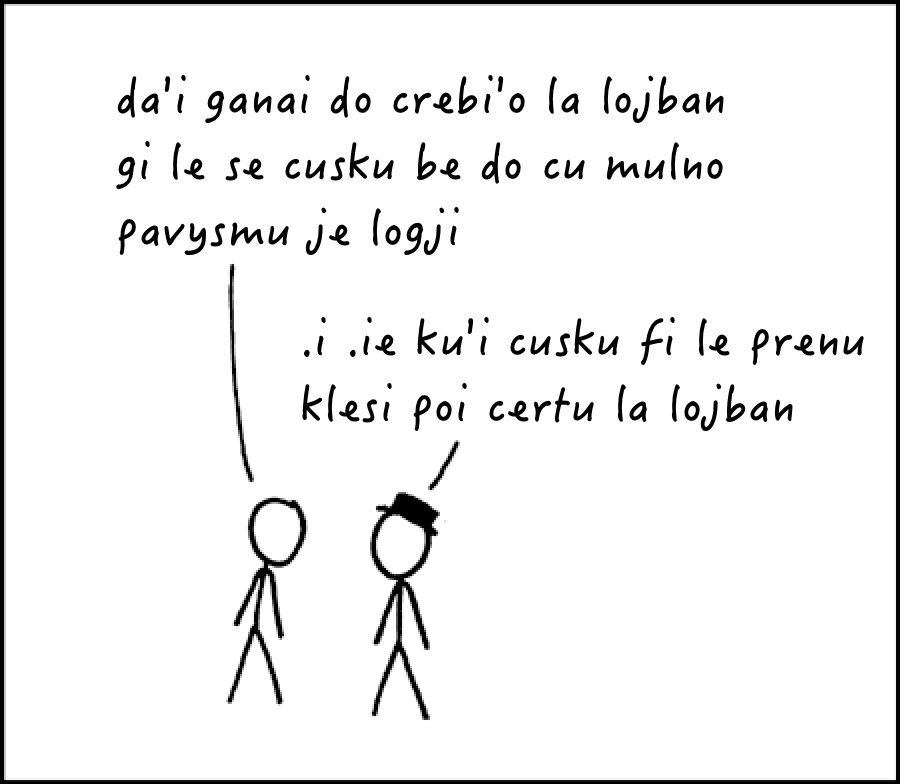 da'i ganai do crebi'o la lojban
gi le se cusku be do cu mulno
pavysmu je logji
.i .ie ku'i cusku fi le prenu
klesi poi certu la lojban